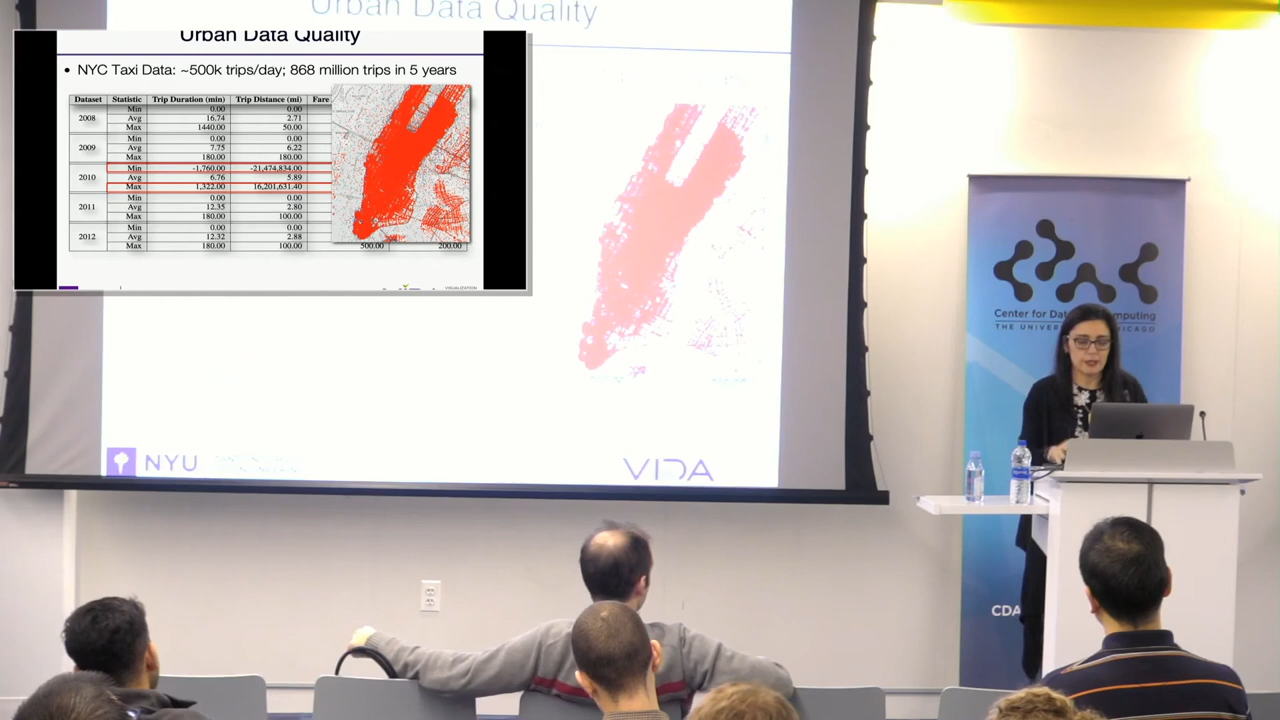 Urban Data Quality
Urban Data Quality
• NYC Taxi Data: ~500k trips/day; 868 million trips in 5 years
Dataset Statistic Trip Duration (min) Trip Distance (mi) Fare
2008
Min 0.00 0.00
Avg 16.74 2.71
Max 1440.00 50.00
2009
Min 0.00 0.00
Avg 7.75 6.22
Max 180.00 180.00
2010
Min -1,760.00 -21,474,834.00
Avg 6.76 5.89
Max 1,322.00 16,201,631.40
2011
Min 0.00 0.00
Avg 12.35 2.80
Max 180.00 100.00
2012
Min 0.00 0.00
Avg 12.32 2.88
Max 180.00 100.00 500.00 200.00
VISUALIZATION
NYU
VIDA
Center for Dat mputing
THE UNIVER ICAGO
CDA